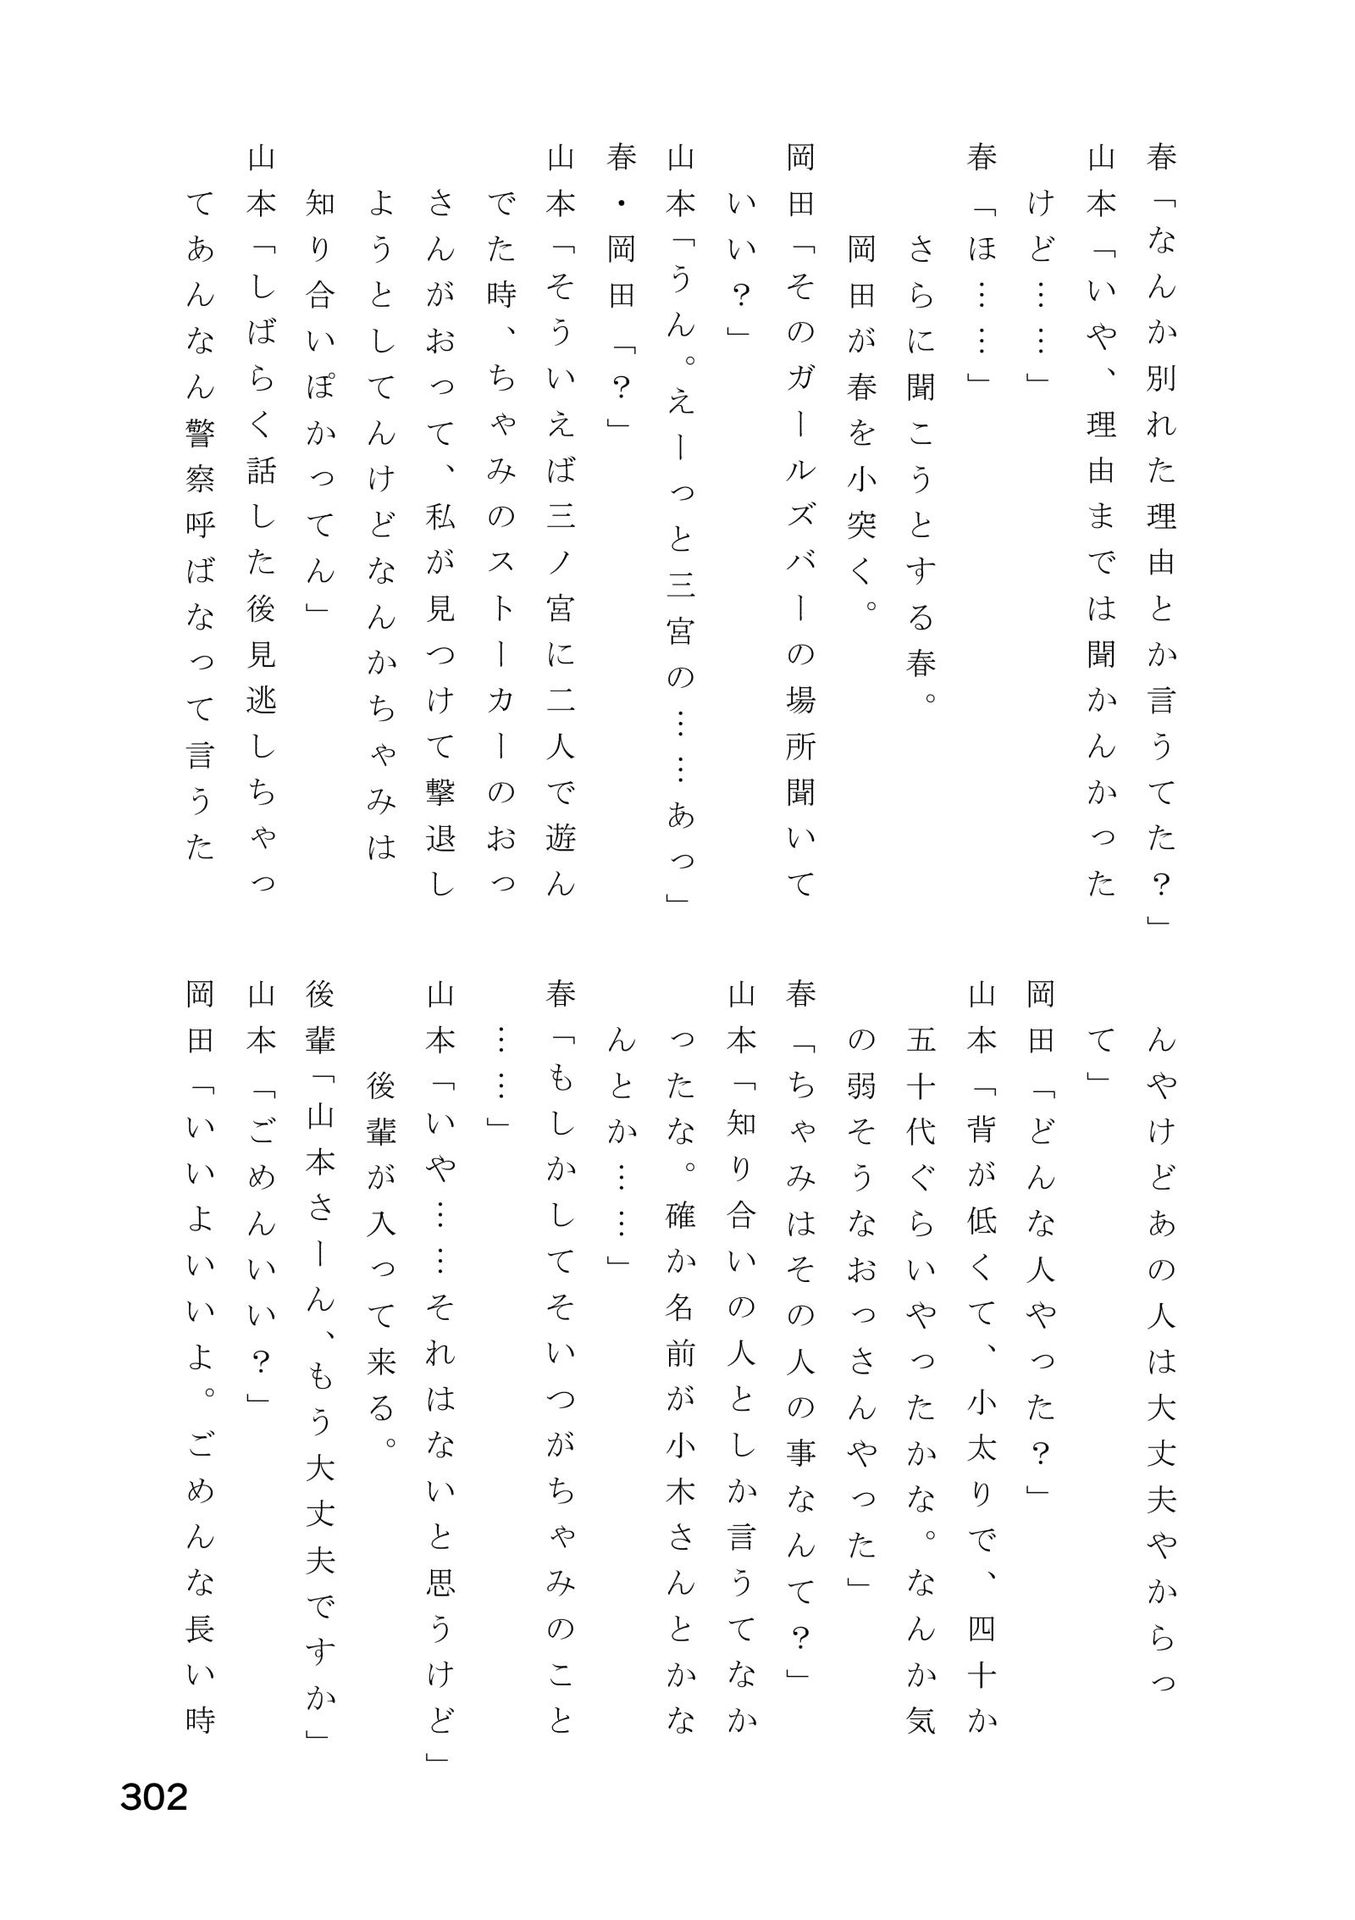 春「なんか別れた理由とか言うてた？」
山本「いや、理由までは聞かんかった
けど……」
春「ほ……」
さらに聞こうとする春。
岡田が春を小突く。
岡田「そのガールズバーの場所聞いて
いい？」
山本「うん。えーっと三宮の……あっ」
春・岡田「？」
山本「そういえば三ノ宮に二人で遊ん
でた時、ちゃみのストーカーのおっ
さんがおって、私が見つけて撃退し
ようとしてんけどなんかちゃみは
知り合いぽかってん」
山本「しばらく話した後見逃しちゃっ
てあんなん警察呼ばなって言うた
んやけどあの人は大丈夫やからっ
て」
岡田「どんな人やった？」
山本「背が低くて、小太りで、四十か
五十代ぐらいやったかな。なんか気
の弱そうなおっさんやった」
春「ちゃみはその人の事なんて？」
山本「知り合いの人としか言うてなか
ったな。確か名前が小木さんとかな
んとか……」
春「もしかしてそいつがちゃみのこと
……」
山本「いや……それはないと思うけど」
後輩が入って来る。
後輩「山本さーん、もう大丈夫ですか」
山本「ごめんいい？」
岡田「いいよいいよ。ごめんな長い時
302